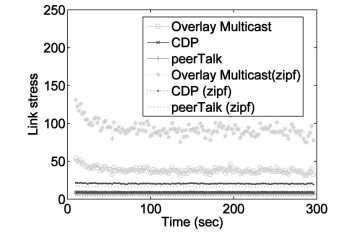 250
200
150
100
50
0
Link stress
Overlay Multicast
CDP
peerTalk
Overlay Multicast(zipf)
CDP (zipf)
peerTalk (zipf)
0 100 200 300
Time (sec)